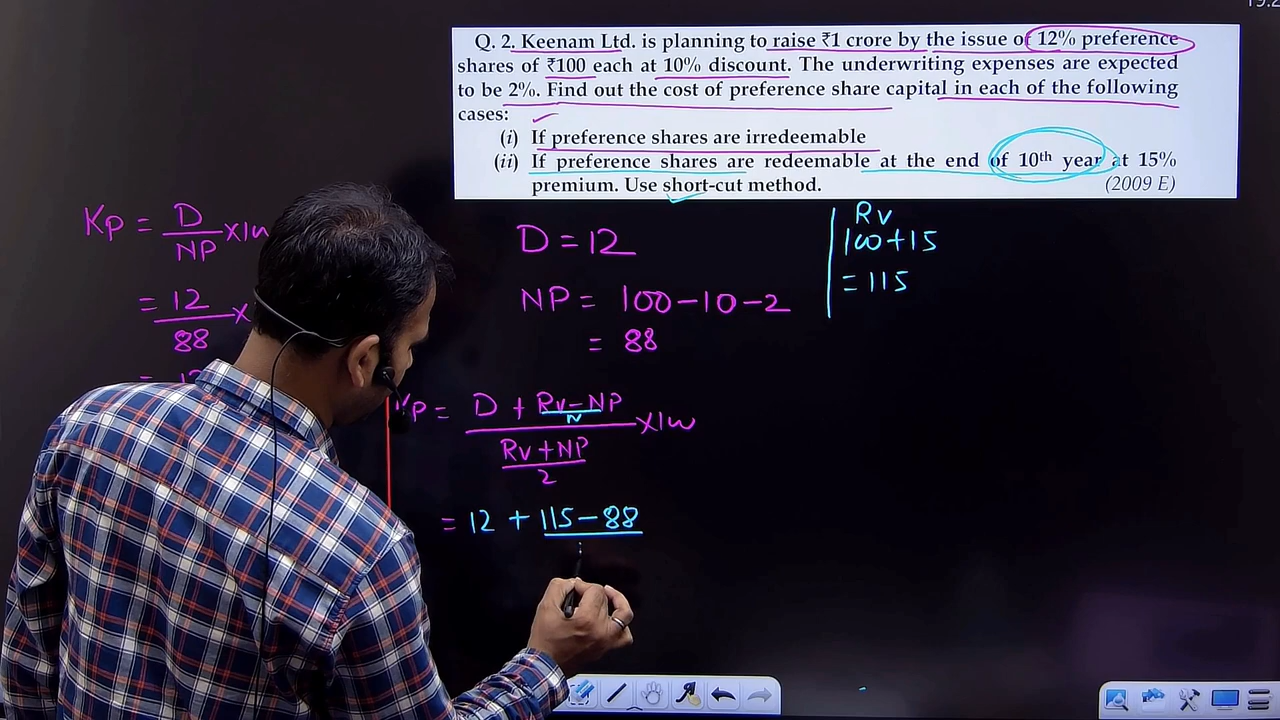 19.2
Q. 2. Keenam Ltd. is planning to raise ₹1 crore by the issue of 12% preference
shares of ₹100 each at 10% discount. The underwriting expenses are expected
to be 2%. Find out the cost of preference share capital in each of the following
cases:
(i) If preference shares are irredeemable
(ii) If preference shares are redeemable at the end of 10th year at 15%
premium. Use short-cut method.
(2009 E)
Kp = D
NP
= 12
88
=
D = 12
NP = 100-10-2
= 88
Rv
100+15
= 115
P = D + Rv-NP
N
×100
Rv+NP
2
= 12 + 115-88